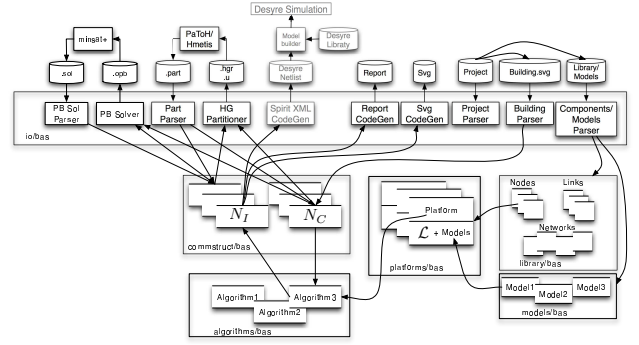 Desyre Simulation
minsat+
PaToH/
Hmetis
Model
builder
Desyre
Libraty
.sol
.opb
.part
.hgr
.u
Desyre
Netlist
Report
Svg
Project
Building.svg
Library/
Models
PB Sol
Parser
PB Solver
Part
Parser
HG
Partitioner
Spirit XML
CodeGen
Report
CodeGen
Svg
CodeGen
Project
Parser
Building
Parser
Components/
Models
Parser
io/bas
N_I
N_C
commstruct/bas
Platform
ℒ + Models
platforms/bas
Nodes
Links
Networks
library/bas
Algorithm1
Algorithm2
Algorithm3
algorithms/bas
Model1
Model2
Model3
models/bas